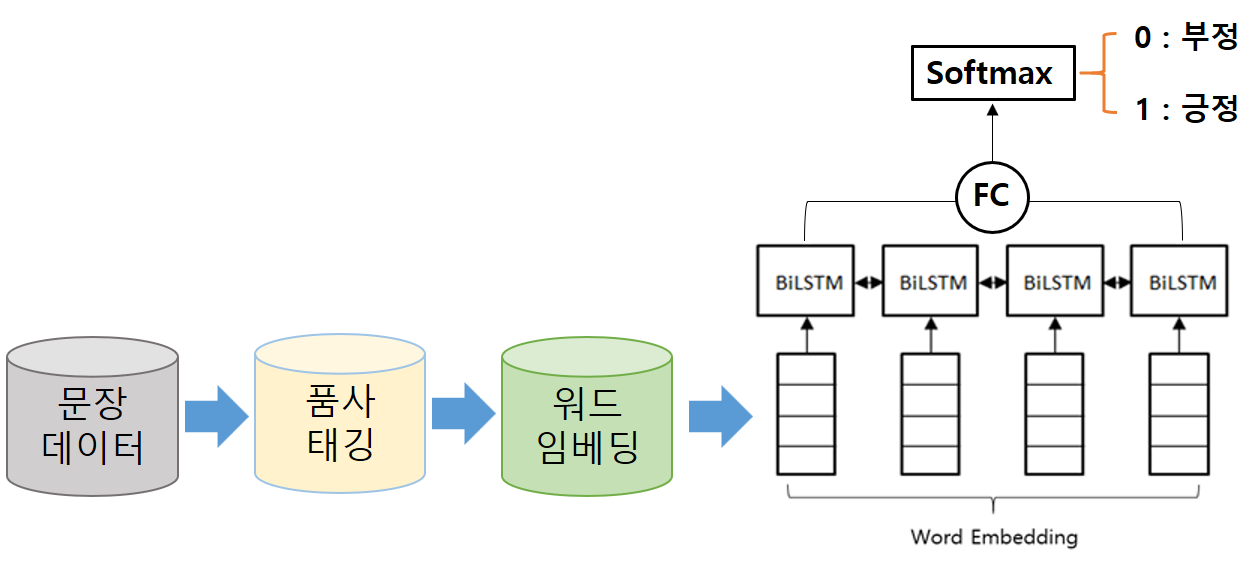 문장
데이터
품사
태깅
워드
임베딩
Softmax
0 : 부정
1 : 긍정
FC
BiLSTM
BiLSTM
BiLSTM
BiLSTM
Word Embedding